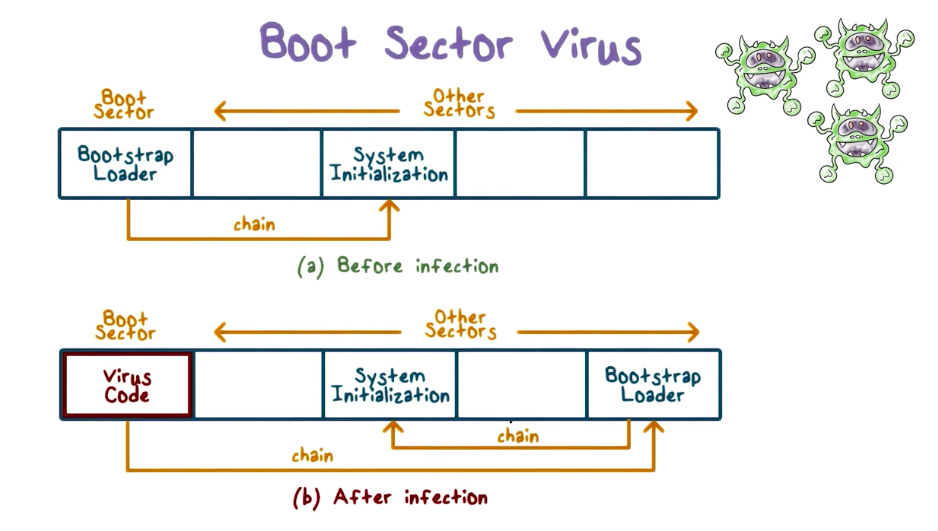 Boot Sector Virus
Boot
Sector
Other
Sectors
Bootstrap
Loader
System
Initialization
chain
(a) Before infection
Boot
Sector
Other
Sectors
Virus
Code
System
Initialization
Bootstrap
Loader
chain
chain
(b) After infection